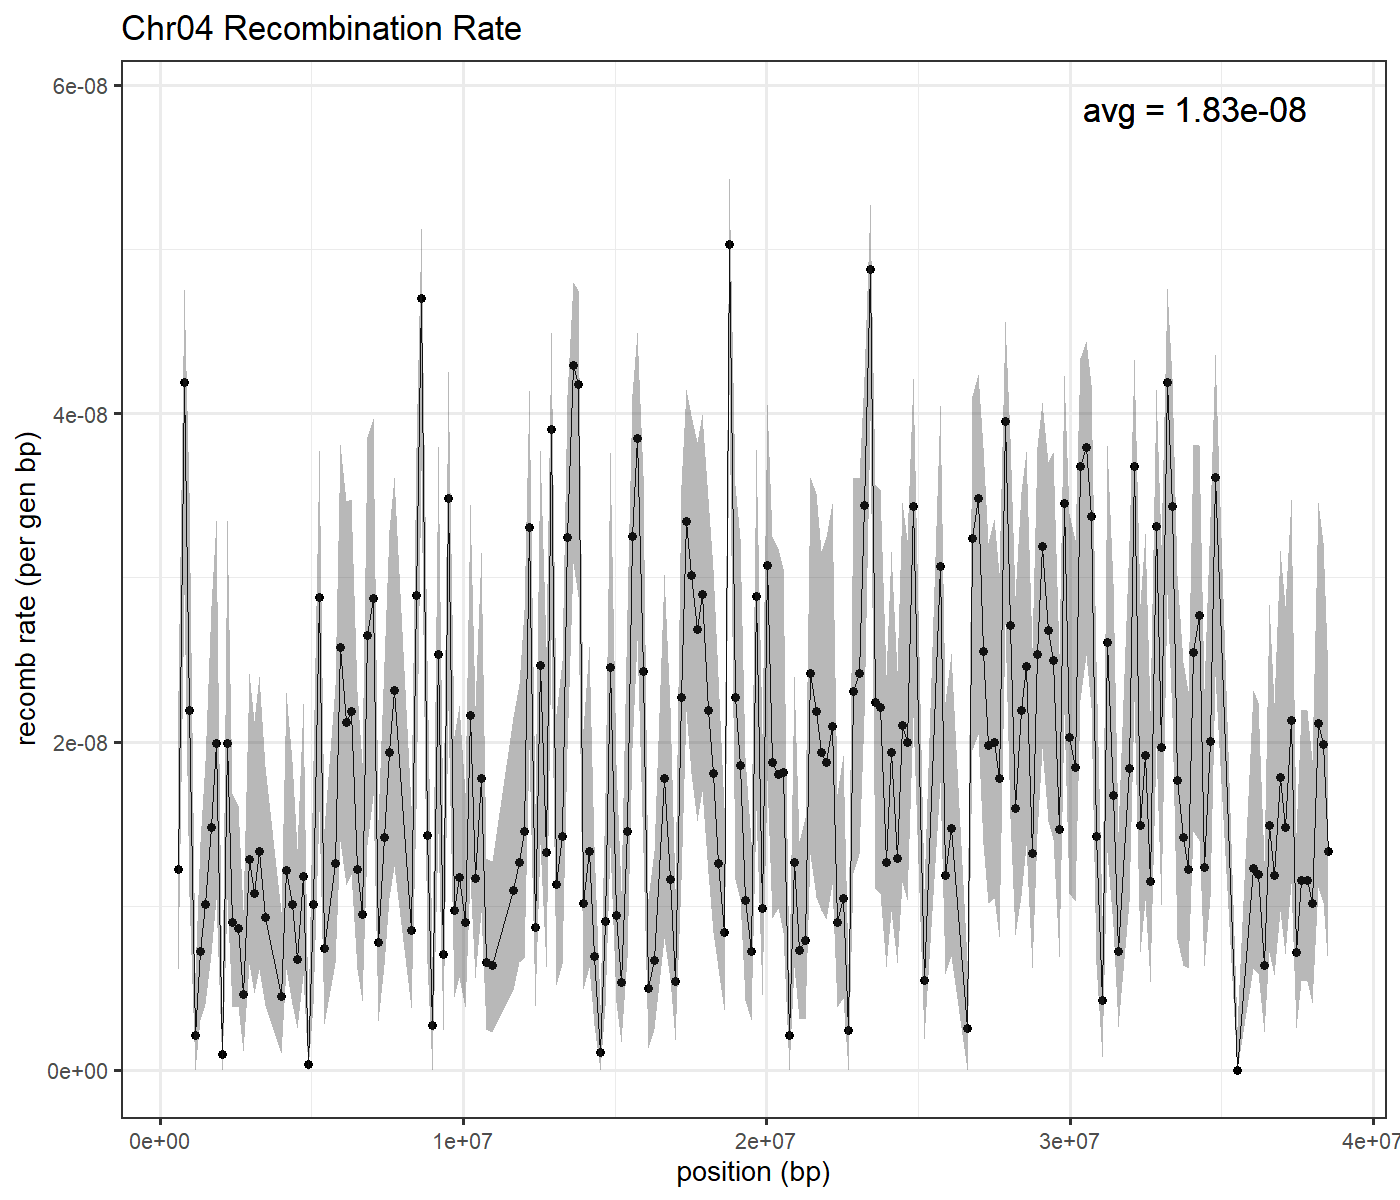 Chr04 Recombination Rate
avg = 1.83e-08
recomb rate (per gen bp)
6e-08
4e-08
2e-08
0e+00
0e+00 1e+07 2e+07 3e+07 4e+07
position (bp)